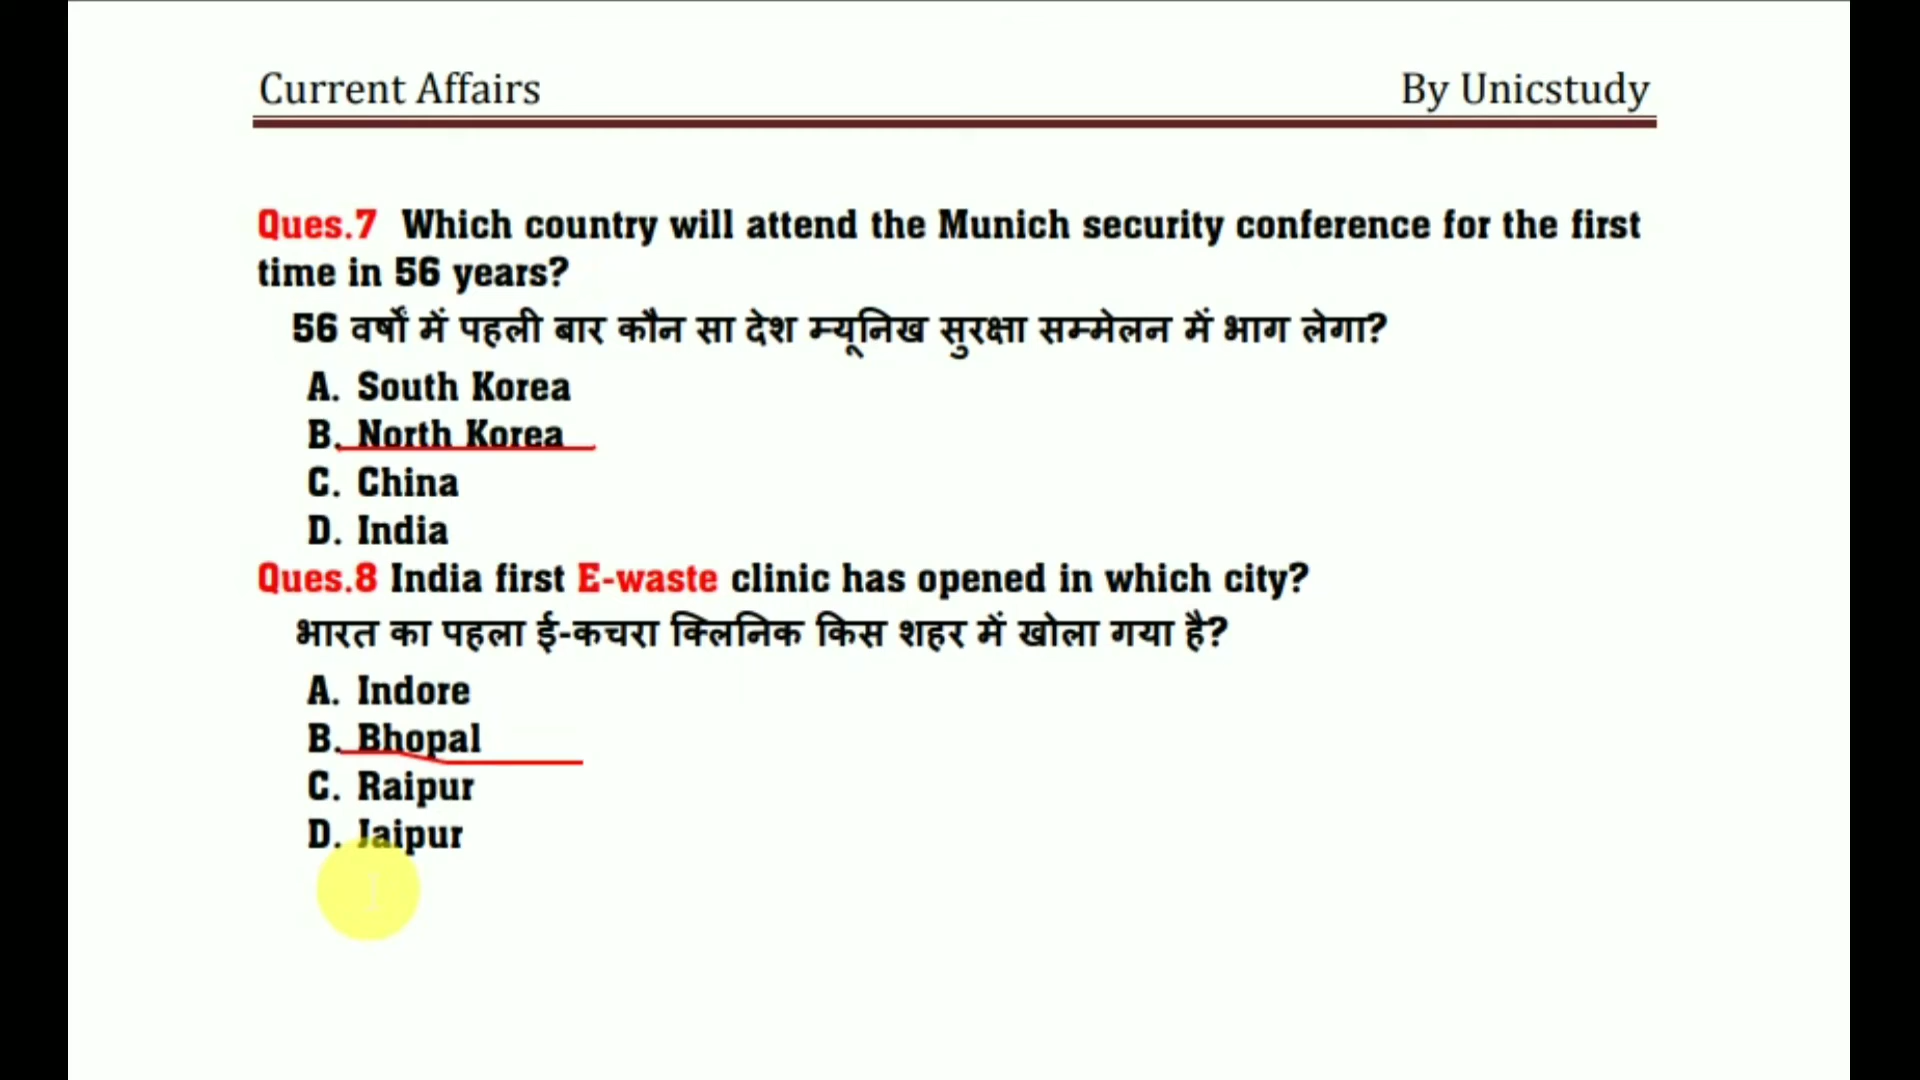 Current Affairs By Unicstudy
Ques.7 Which country will attend the Munich security conference for the first
time in 56 years?
56 वर्षों में पहली बार कौन सा देश म्यूनिख सुरक्षा सम्मेलन में भाग लेगा?
A. South Korea
B. North Korea
C. China
D. India
Ques.8 India first E-waste clinic has opened in which city?
भारत का पहला ई-कचरा क्लिनिक किस शहर में खोला गया है?
A. Indore
B. Bhopal
C. Raipur
D. Jaipur